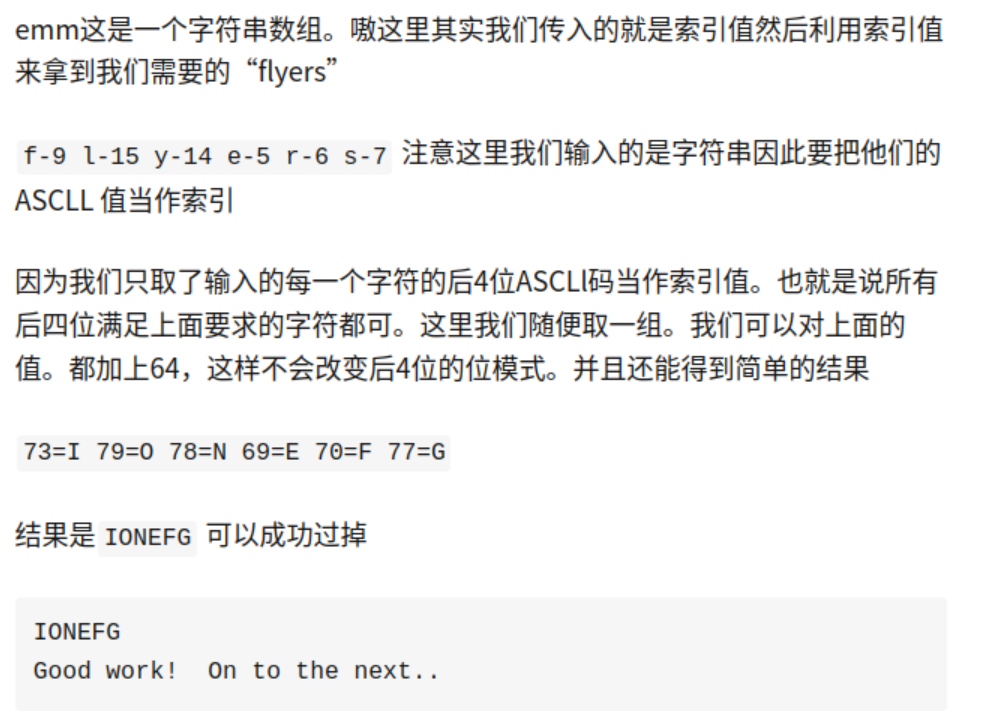 emm这是一个字符串数组。嗷这里其实我们传入的就是索引值然后利用索引值
来拿到我们需要的“flyers”
f-9 l-15 y-14 e-5 r-6 s-7 注意这里我们输入的是字符串因此要把他们的
ASCLL 值当作索引
因为我们只取了输入的每一个字符的后4位ASCLl码当作索引值。也就是说所有
后四位满足上面要求的字符都可。这里我们随便取一组。我们可以对上面的
值。都加上64，这样不会改变后4位的位模式。并且还能得到简单的结果
73=I 79=O 78=N 69=E 70=F 77=G
结果是 IONEFG 可以成功过掉
IONEFG
Good work!  On to the next..